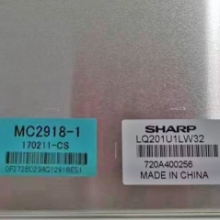 MC2918-1
170211-CS
SHARP
LQ201U1LW32
720A400256
MADE IN CHINA